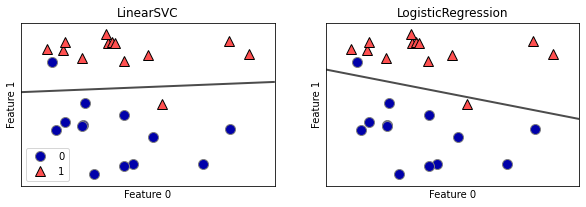 LinearSVC
Feature 1
0
1
Feature 0
LogisticRegression
Feature 1
Feature 0